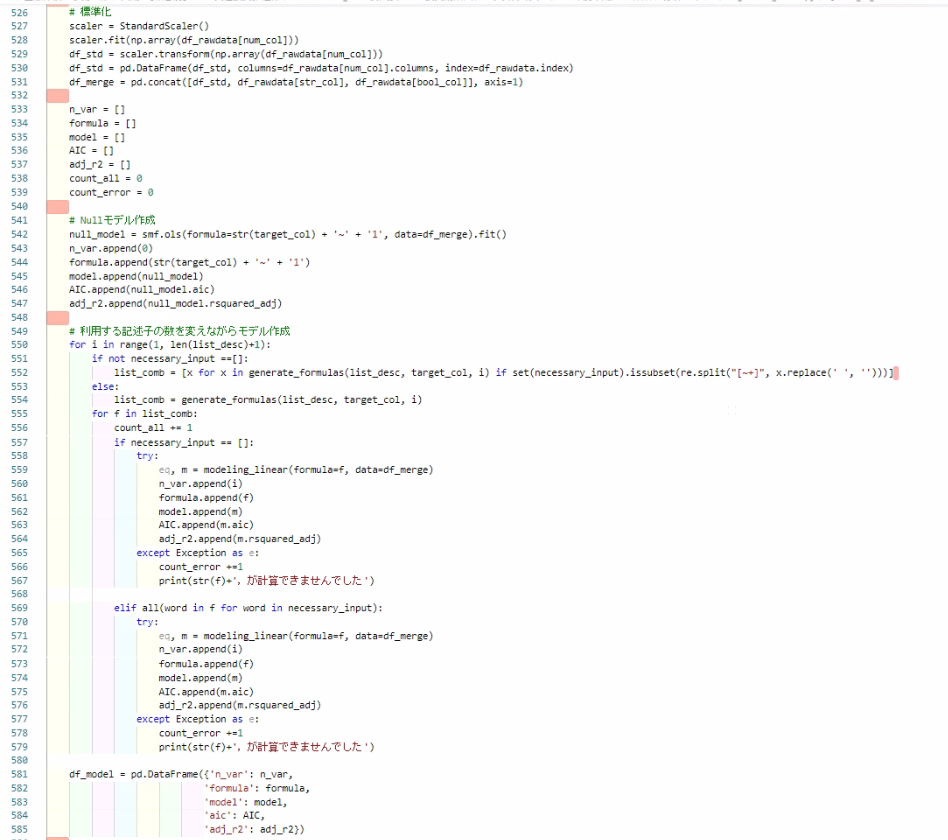 526 # 標準化
527 scaler = StandardScaler()
528 scaler.fit(np.array(df_rawdata[num_col]))
529 df_std = scaler.transform(np.array(df_rawdata[num_col]))
530 df_std = pd.DataFrame(df_std, columns=df_rawdata[num_col].columns, index=df_rawdata.index)
531 df_merge = pd.concat([df_std, df_rawdata[str_col], df_rawdata[bool_col]], axis=1)
532
533 n_var = []
534 formula = []
535 model = []
536 AIC = []
537 adj_r2 = []
538 count_all = 0
539 count_error = 0
540
541 # Nullモデル作成
542 null_model = smf.ols(formula=str(target_col) + '~' + '1', data=df_merge).fit()
543 n_var.append(0)
544 formula.append(str(target_col) + '~' + '1')
545 model.append(null_model)
546 AIC.append(null_model.aic)
547 adj_r2.append(null_model.rsquared_adj)
548
549 # 利用する記述子の数を変えながらモデル作成
550 for i in range(1, len(list_desc)+1):
551 if not necessary_input ==[]:
552 list_comb = [x for x in generate_formulas(list_desc, target_col, i) if set(necessary_input).issubset(re.split("[~+]", x.replace(' ', '')))]
553 else:
554 list_comb = generate_formulas(list_desc, target_col, i)
555 for f in list_comb:
556 count_all += 1
557 if necessary_input == []:
558 try:
559 eq, m = modeling_linear(formula=f, data=df_merge)
560 n_var.append(i)
561 formula.append(f)
562 model.append(m)
563 AIC.append(m.aic)
564 adj_r2.append(m.rsquared_adj)
565 except Exception as e:
566 count_error +=1
567 print(str(f)+', が計算できませんでした')
568
569 elif all(word in f for word in necessary_input):
570 try:
571 eq, m = modeling_linear(formula=f, data=df_merge)
572 n_var.append(i)
573 formula.append(f)
574 model.append(m)
575 AIC.append(m.aic)
576 adj_r2.append(m.rsquared_adj)
577 except Exception as e:
578 count_error +=1
579 print(str(f)+', が計算できませんでした')
580
581 df_model = pd.DataFrame({'n_var': n_var,
582 'formula': formula,
583 'model': model,
584 'aic': AIC,
585 'adj_r2': adj_r2})